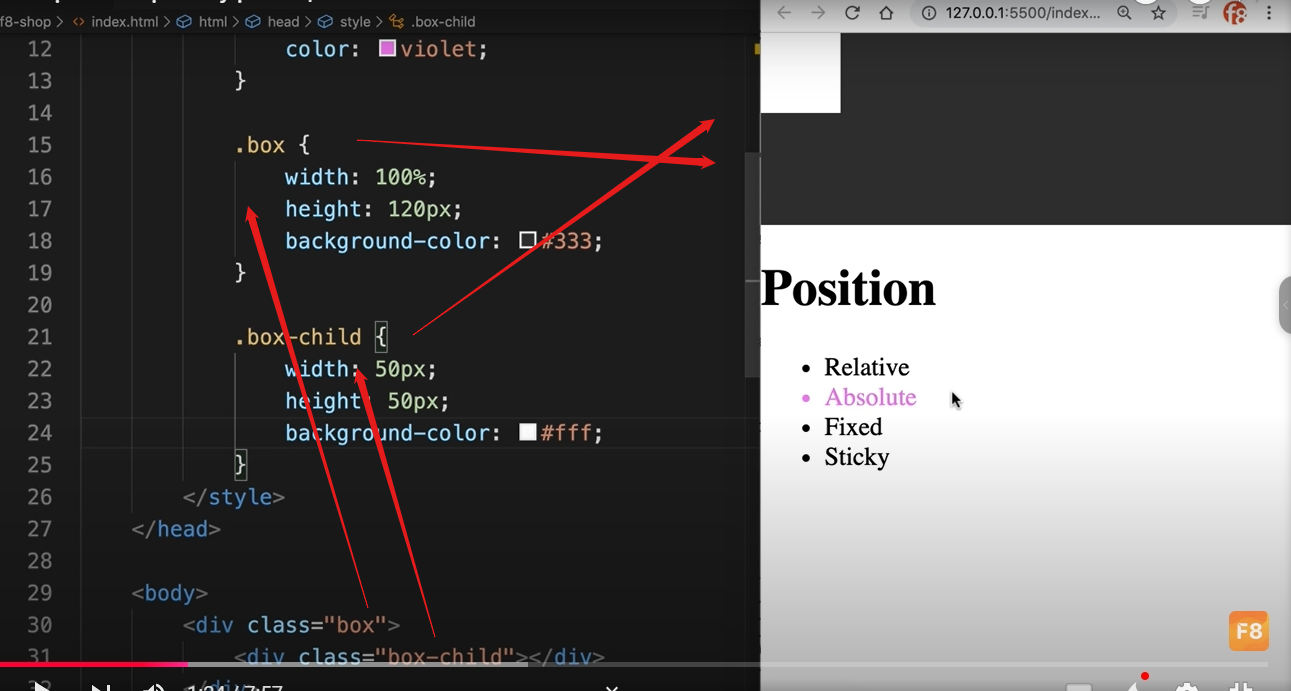 f8-shop > <> index.html > html > head > style > .box-child
127.0.0.1:5500/index...
12 color: violet;
13 }
14
15 .box {
16 width: 100%;
17 height: 120px;
18 background-color: #333;
19 }
20
21 .box-child {
22 width: 50px;
23 height: 50px;
24 background-color: #fff;
25 }
26 </style>
27 </head>
28
29 <body>
30 <div class="box">
31 <div class="box-child"></div>
32 </div>
1:24 / 7:57
Position
• Relative
• Absolute
• Fixed
• Sticky
F8